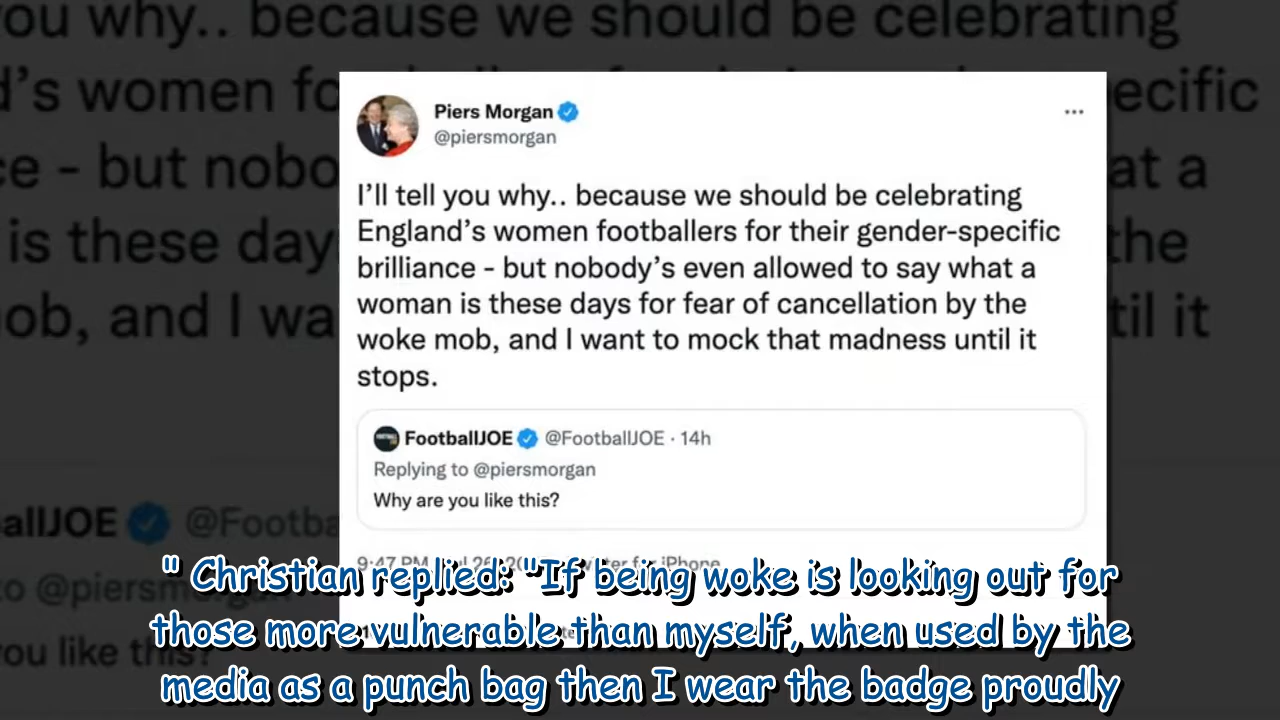 ou why.. because we should be celebrating
d's women fo
ecific
ce - but nobo
at a
is these day
the
ob, and I wa
til it
Piers Morgan
@piersmorgan
I'll tell you why.. because we should be celebrating
England's women footballers for their gender-specific
brilliance - but nobody's even allowed to say what a
woman is these days for fear of cancellation by the
woke mob, and I want to mock that madness until it
stops.
FootballJOE @FootballJOE · 14h
Replying to @piersmorgan
Why are you like this?
allJOE @Footba
to @piersm
ou like this?
9:47 PM
iPhone
" Christian replied: "If being woke is looking out for
those more vulnerable than myself, when used by the
media as a punch bag then I wear the badge proudly